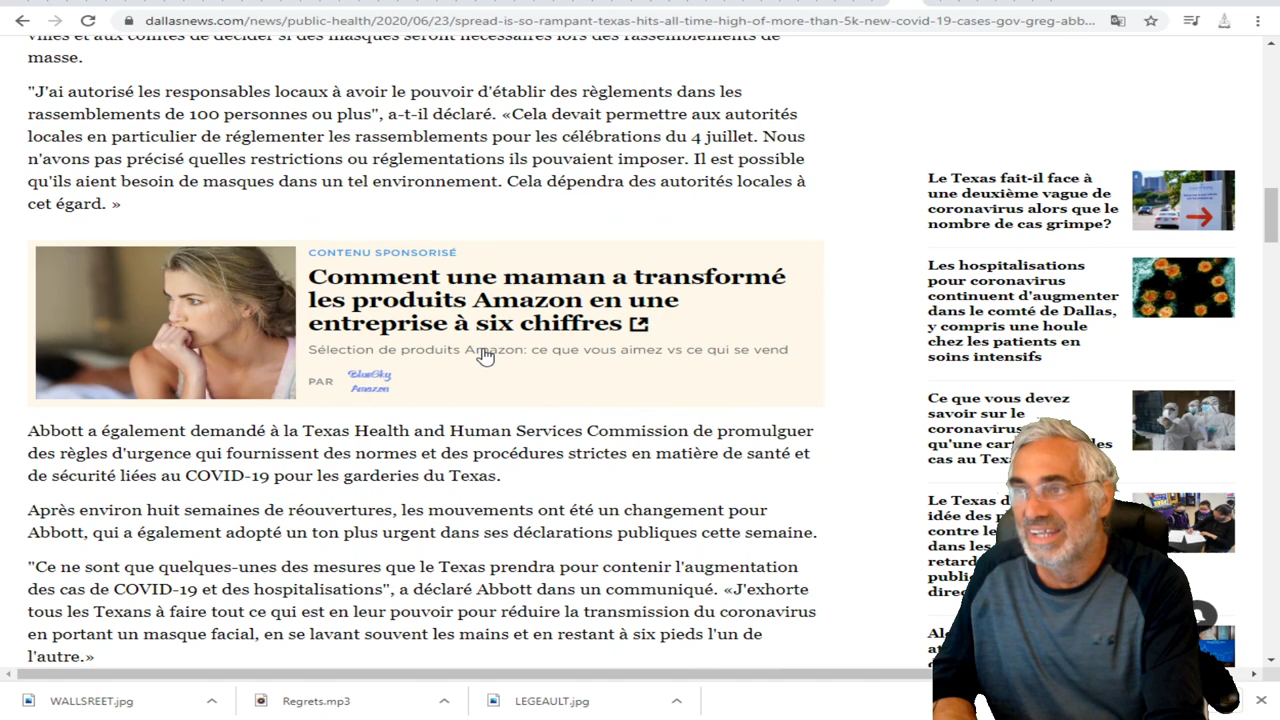 dallasnews.com/news/public-health/2020/06/23/spread-is-so-rampant-texas-hits-all-time-high-of-more-than-5k-new-covid-19-cases-gov-greg-abb...
villes et aux comtés de décider si des masques seront nécessaires lors des rassemblements de
masse.
"J'ai autorisé les responsables locaux à avoir le pouvoir d'établir des règlements dans les
rassemblements de 100 personnes ou plus", a-t-il déclaré. «Cela devait permettre aux autorités
locales en particulier de réglementer les rassemblements pour les célébrations du 4 juillet. Nous
n'avons pas précisé quelles restrictions ou réglementations ils pouvaient imposer. Il est possible
qu'ils aient besoin de masques dans un tel environnement. Cela dépendra des autorités locales à
cet égard. »
CONTENU SPONSORISÉ
Comment une maman a transformé
les produits Amazon en une
entreprise à six chiffres
Sélection de produits Amazon: ce que vous aimez vs ce qui se vend
PAR BlueSky
Amazon
Abbott a également demandé à la Texas Health and Human Services Commission de promulguer
des règles d'urgence qui fournissent des normes et des procédures strictes en matière de santé et
de sécurité liées au COVID-19 pour les garderies du Texas.
Après environ huit semaines de réouvertures, les mouvements ont été un changement pour
Abbott, qui a également adopté un ton plus urgent dans ses déclarations publiques cette semaine.
"Ce ne sont que quelques-unes des mesures que le Texas prendra pour contenir l'augmentation
des cas de COVID-19 et des hospitalisations", a déclaré Abbott dans un communiqué. «J'exhorte
tous les Texans à faire tout ce qui est en leur pouvoir pour réduire la transmission du coronavirus
en portant un masque facial, en se lavant souvent les mains et en restant à six pieds l'un de
l'autre.»
Le Texas fait-il face à
une deuxième vague de
coronavirus alors que le
nombre de cas grimpe?
Les hospitalisations
pour coronavirus
continuent d'augmenter
dans le comté de Dallas,
y compris une houle
chez les patients en
soins intensifs
Ce que vous devez
savoir sur le
coronavirus
qu'une les
cas au
Le Texas
idée des
contre le
dans les
retard
WALLSREET.jpg
Regrets.mp3
LEGEAULT.jpg